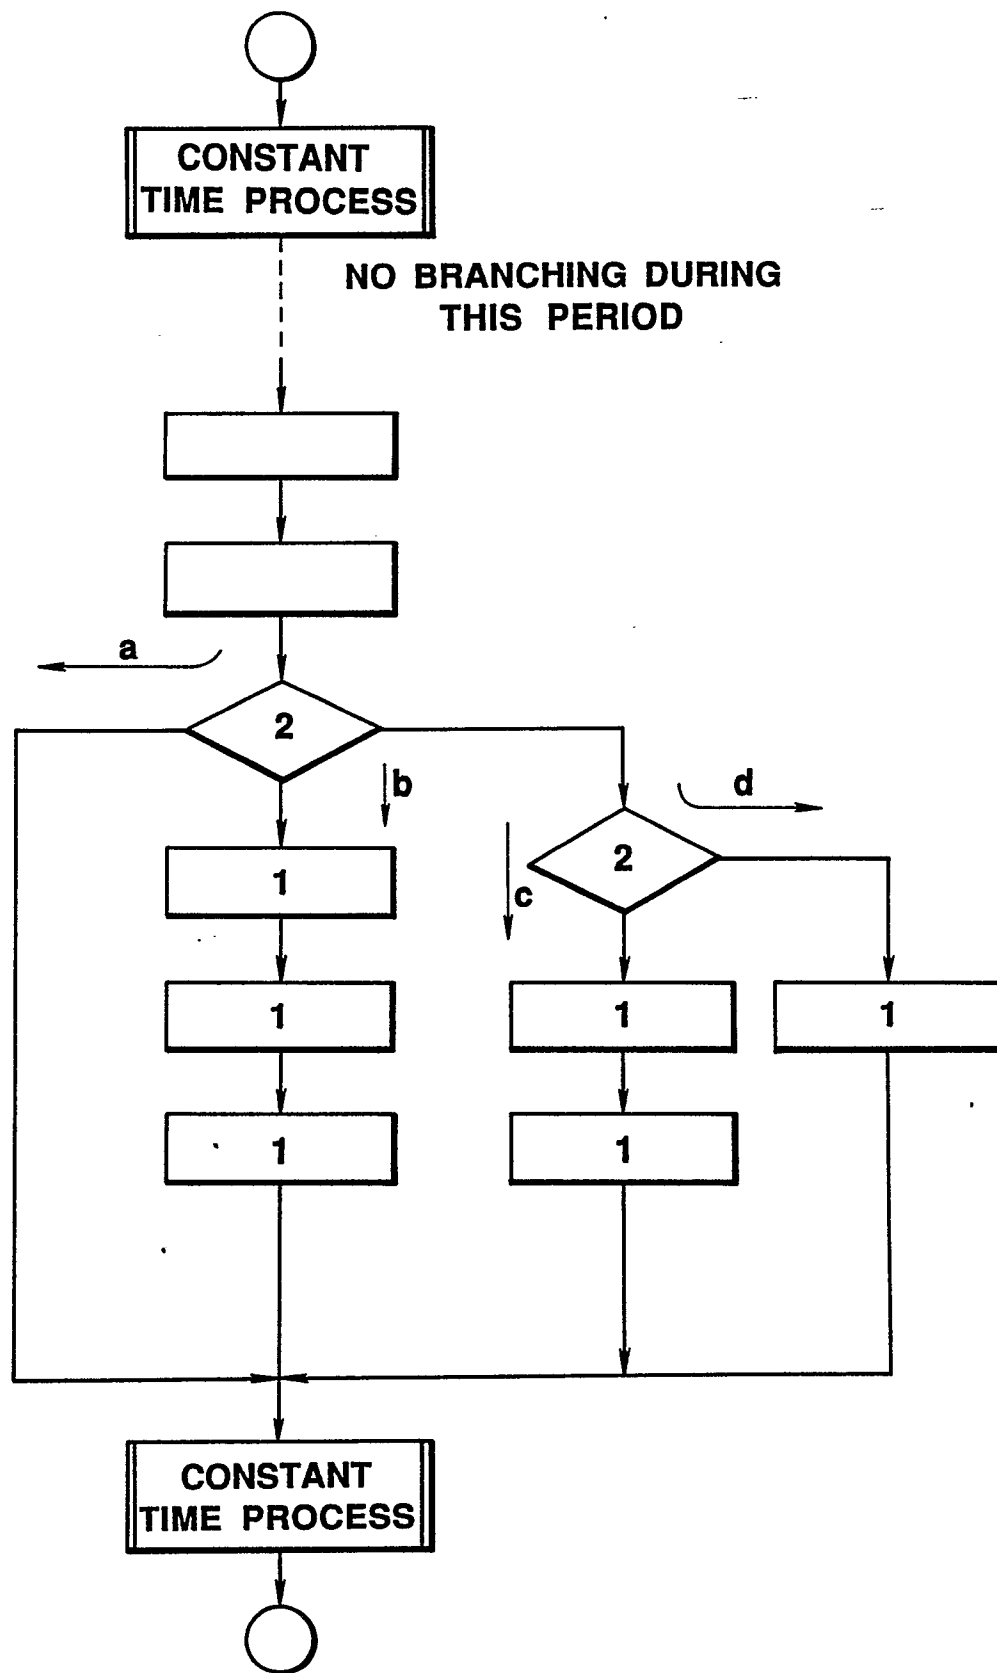 CONSTANT
TIME PROCESS
NO BRANCHING DURING
THIS PERIOD
a
2
b
d
1
2
c
1
1
1
1
1
CONSTANT
TIME PROCESS